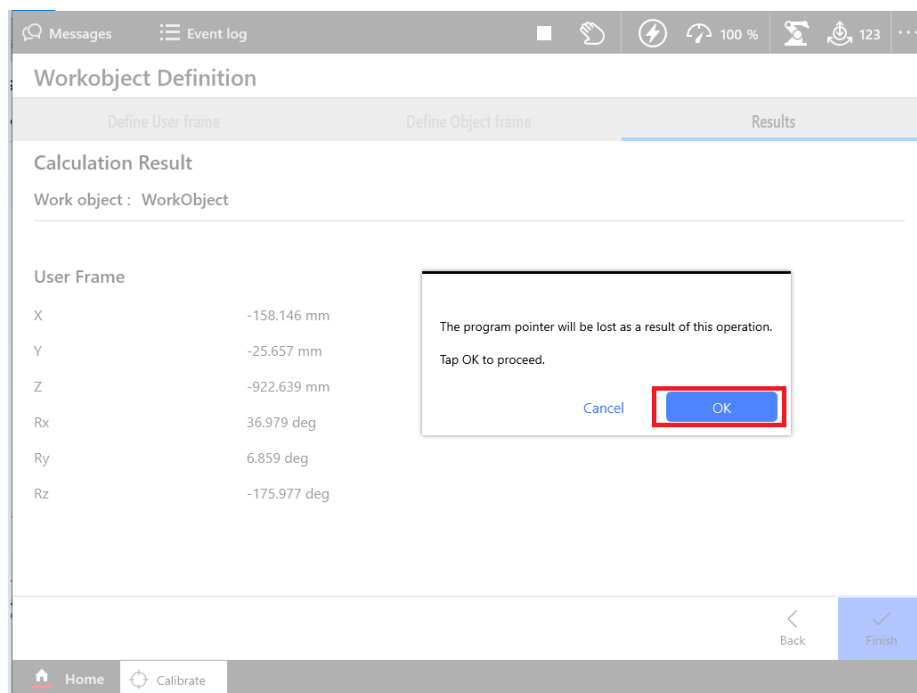 Messages Event log 100 % 123 ...
Workobject Definition
Define User frame Define Object frame Results
Calculation Result
Work object : WorkObject
User Frame
X -158.146 mm
Y -25.657 mm
Z -922.639 mm
Rx 36.979 deg
Ry 6.859 deg
Rz -175.977 deg
The program pointer will be lost as a result of this operation.
Tap OK to proceed.
Cancel OK
Back Finish
Home Calibrate